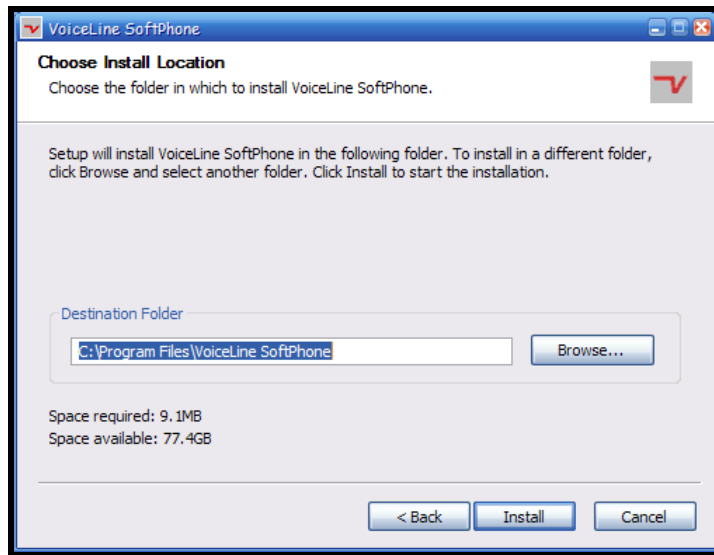 VoiceLine SoftPhone
Choose Install Location
Choose the folder in which to install VoiceLine SoftPhone.
Setup will install VoiceLine SoftPhone in the following folder. To install in a different folder,
click Browse and select another folder. Click Install to start the installation.
Destination Folder
C:\Program Files\VoiceLine SoftPhone
Browse...
Space required: 9.1MB
Space available: 77.4GB
< Back
Install
Cancel